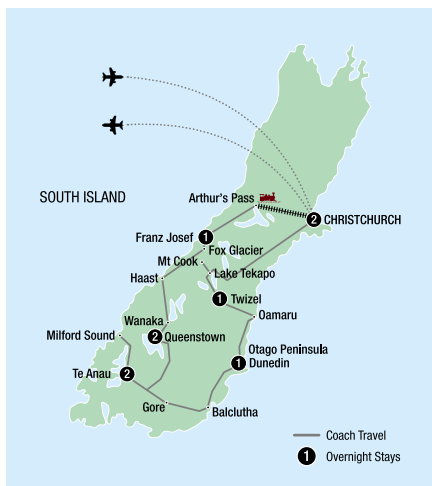 SOUTH ISLAND
Arthur's Pass
2 CHRISTCHURCH
Franz Josef 1
Fox Glacier
Mt Cook
Lake Tekapo
Haast
1 Twizel
Oamaru
Wanaka
Milford Sound
2 Queenstown
Otago Peninsula
1 Dunedin
Te Anau 2
Gore
Balclutha
Coach Travel
1 Overnight Stays